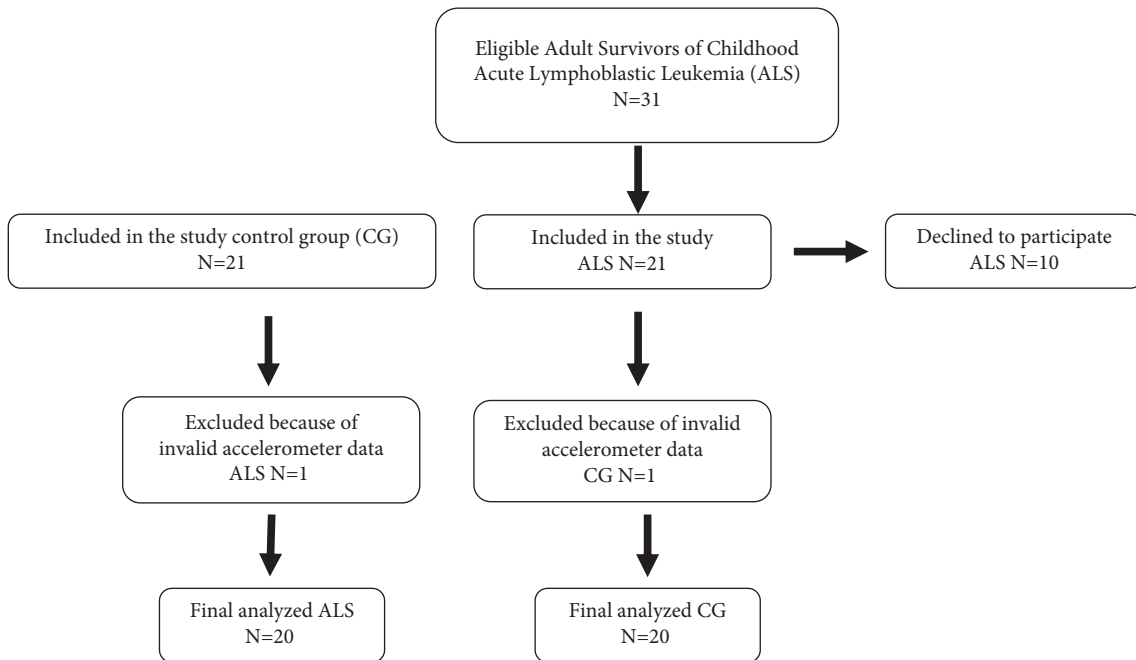 Eligible Adult Survivors of Childhood
Acute Lymphoblastic Leukemia (ALS)
N=31
Included in the study control group (CG)
N=21
Included in the study
ALS N=21
Declined to participate
ALS N=10
Excluded because of
invalid accelerometer data
ALS N=1
Excluded because of invalid
accelerometer data
CG N=1
Final analyzed ALS
N=20
Final analyzed CG
N=20